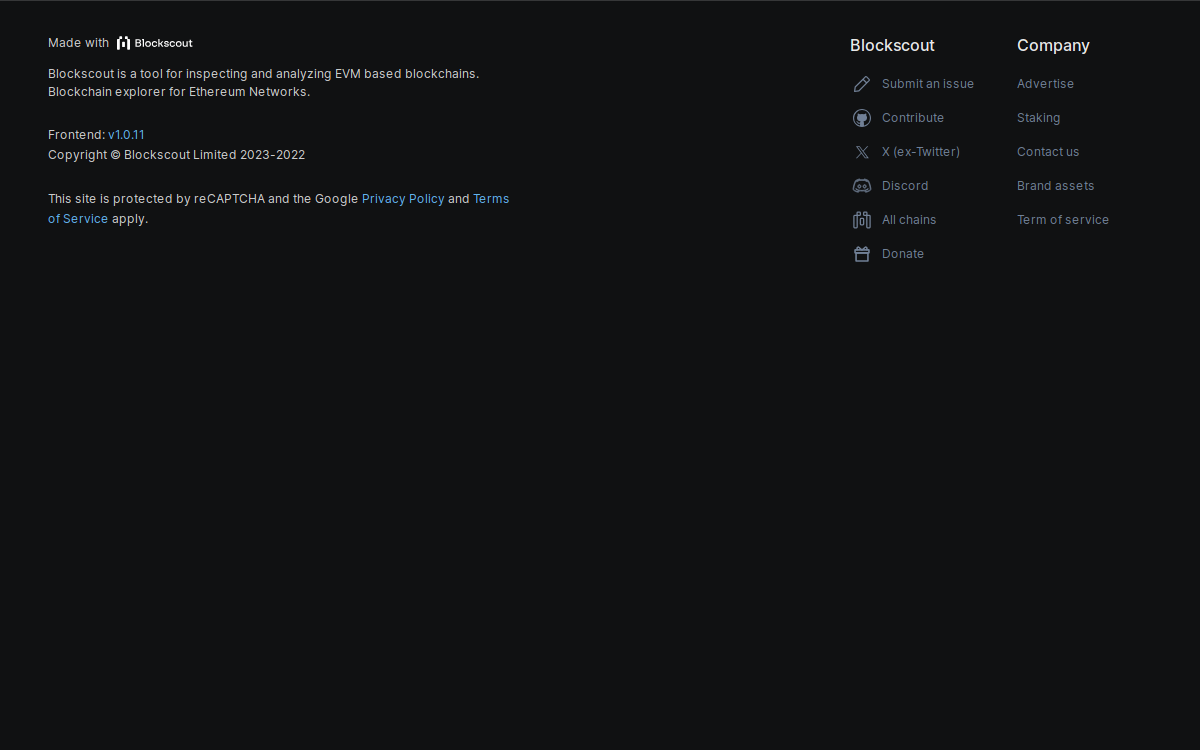 Made with Blockscout
Blockscout is a tool for inspecting and analyzing EVM based blockchains.
Blockchain explorer for Ethereum Networks.
Frontend: v1.0.11
Copyright © Blockscout Limited 2023-2022
This site is protected by reCAPTCHA and the Google Privacy Policy and Terms
of Service apply.
Blockscout
Submit an issue
Contribute
X (ex-Twitter)
Discord
All chains
Donate
Company
Advertise
Staking
Contact us
Brand assets
Term of service